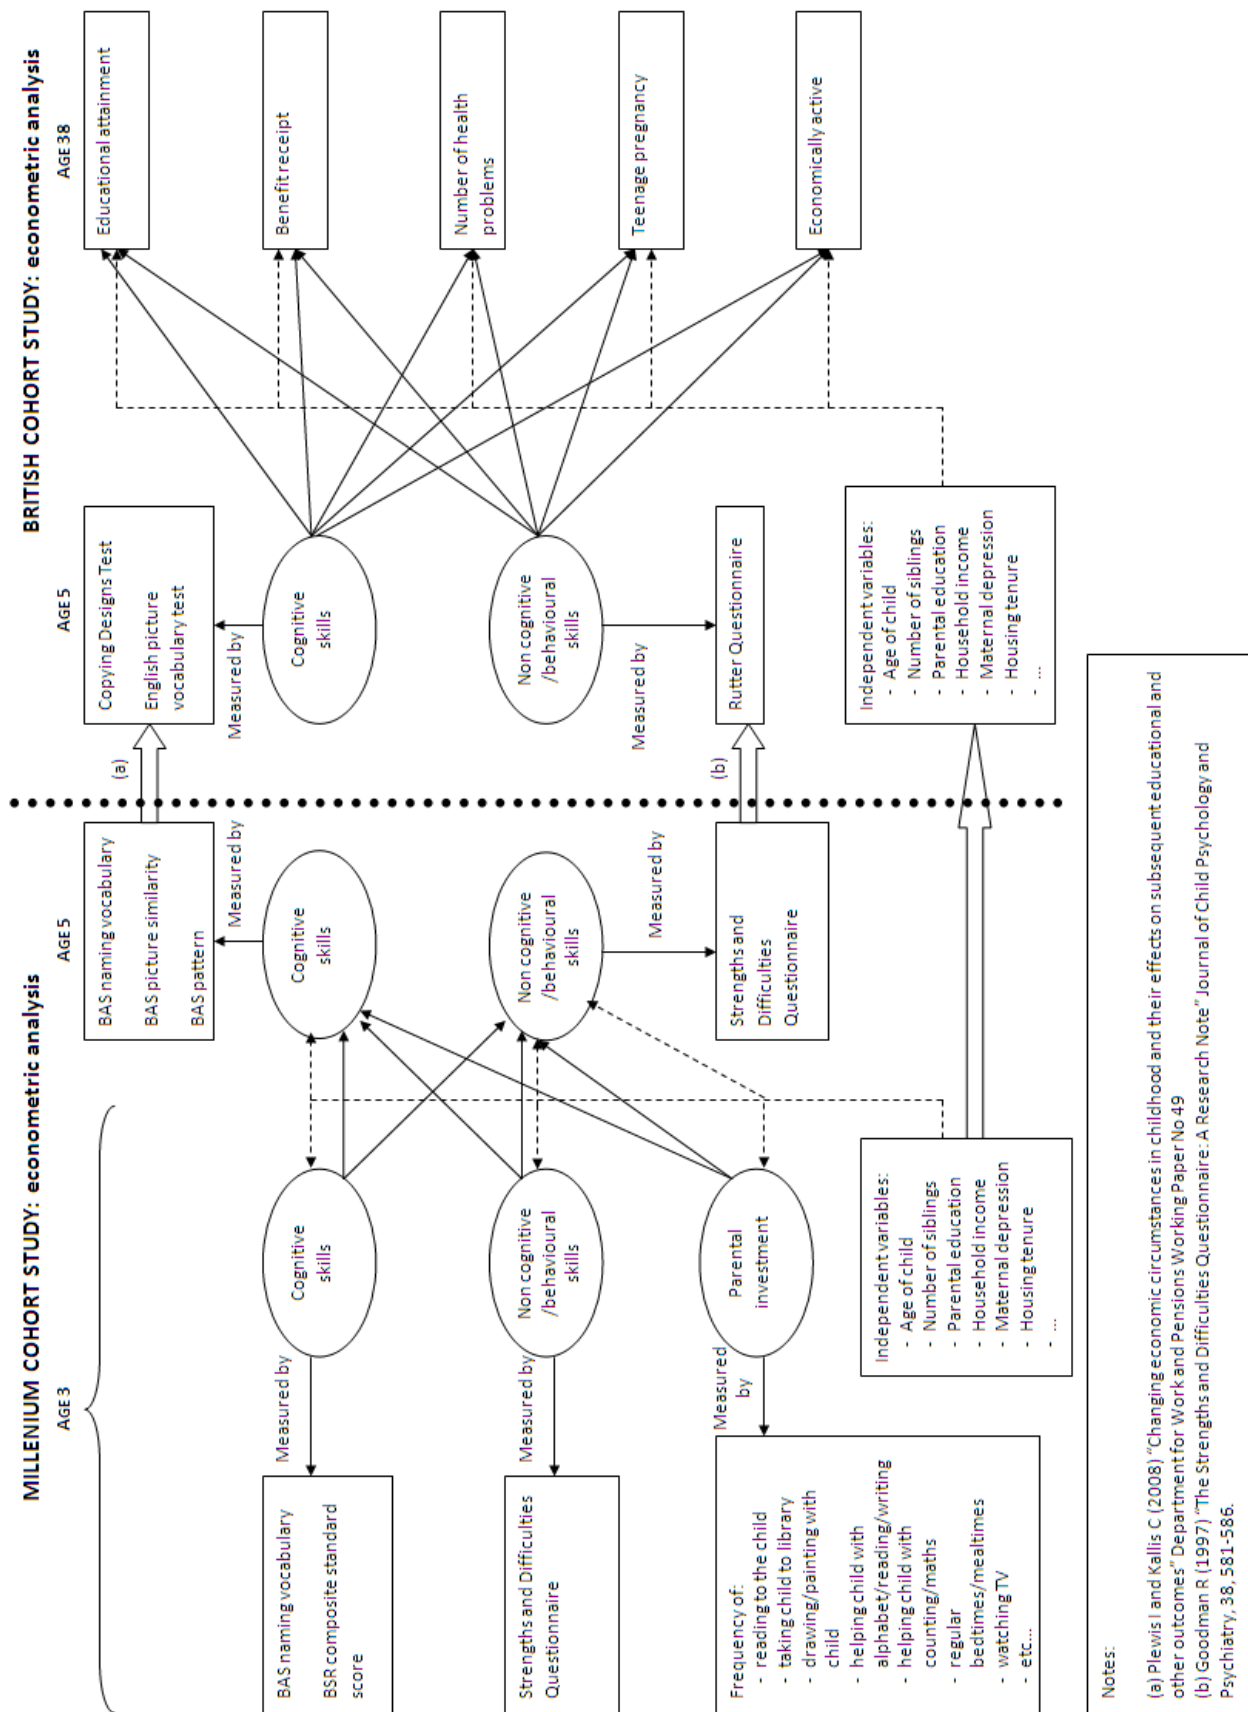 MILLENIUM COHORT STUDY: econometric analysis
BRITISH COHORT STUDY: econometric analysis
AGE 3
AGE 5
AGE 5
AGE 38
BAS naming vocabulary
BSR composite standard
score
Measured by
Cognitive
skills
BAS naming vocabulary
BAS picture similarity
BAS pattern
Measured by
Cognitive
skills
(a)
Copying Designs Test
English picture
vocabulary test
Measured by
Cognitive
skills
Educational attainment
Benefit receipt
Number of health
problems
Teenage pregnancy
Economically active
Strengths and Difficulties
Questionnaire
Measured by
Non cognitive
/behavioural
skills
Non cognitive
/behavioural
skills
Measured by
Strengths and
Difficulties
Questionnaire
(b)
Non cognitive
/behavioural
skills
Measured by
Rutter Questionnaire
Frequency of:
- reading to the child
- taking child to library
- drawing/painting with
child
- helping child with
alphabet/reading/writing
- helping child with
counting/maths
- regular
bedtimes/mealtimes
- watching TV
- etc...
Measured
by
Parental
investment
Independent variables:
- Age of child
- Number of siblings
- Parental education
- Household income
- Maternal depression
- Housing tenure
- ...
Independent variables:
- Age of child
- Number of siblings
- Parental education
- Household income
- Maternal depression
- Housing tenure
- ...
Notes:
(a) Plewis I and Kallis C (2008) "Changing economic circumstances in childhood and their effects on subsequent educational and
other outcomes" Department for Work and Pensions Working Paper No 49
(b) Goodman R (1997) "The Strengths and Difficulties Questionnaire: A Research Note" Journal of Child Psychology and
Psychiatry, 38, 581-586.